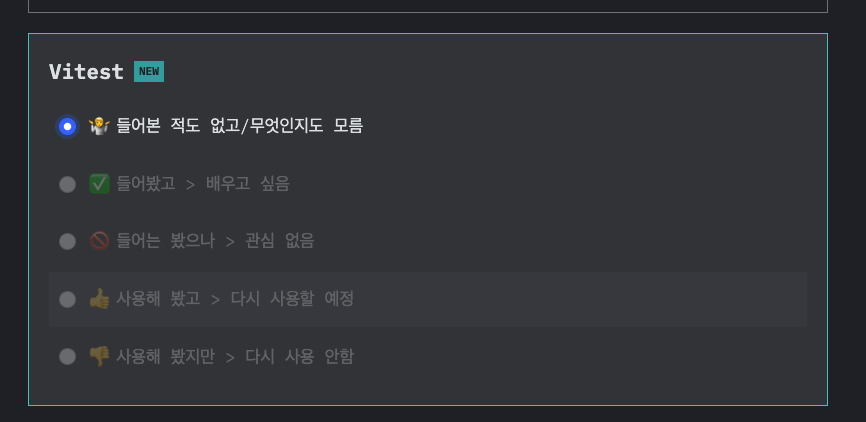 Vitest NEW
🤷 들어본 적도 없고/무엇인지도 모름
✅ 들어봤고 > 배우고 싶음
🚫 들어는 봤으나 > 관심 없음
👍 사용해 봤고 > 다시 사용할 예정
👎 사용해 봤지만 > 다시 사용 안함